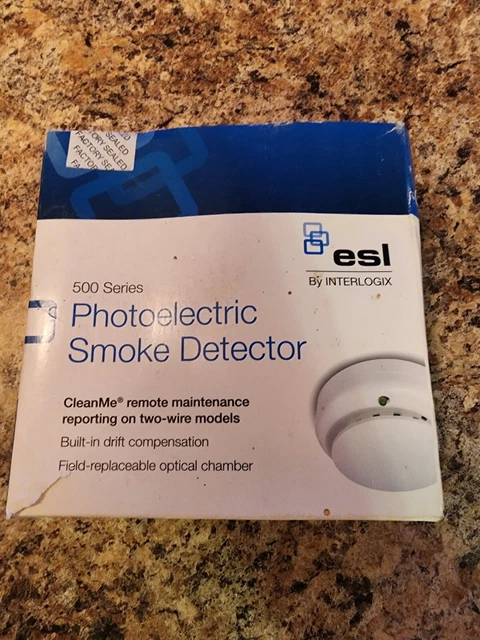 FACTORY SEALED
esl
By INTERLOGIX
500 Series
Photoelectric
Smoke Detector
CleanMe® remote maintenance
reporting on two-wire models
Built-in drift compensation
Field-replaceable optical chamber